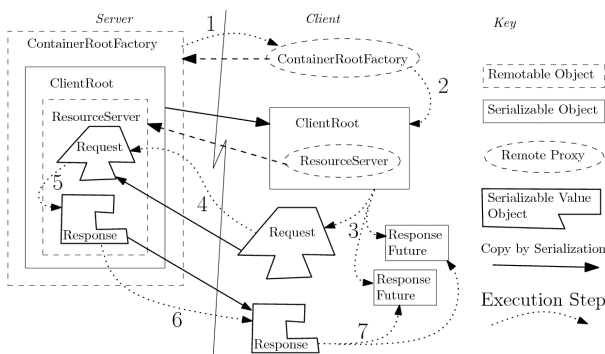 Server
Client
Key
1
ContainerRootFactory
ContainerRootFactory
Remotable Object
ClientRoot
2
Serializable Object
ResourceServer
ClientRoot
Request
ResourceServer
Remote Proxy
5
4
Serializable Value
Object
Response
Request
3
Response
Future
Copy by Serialization
Response
Future
6
7
Execution Step
Response